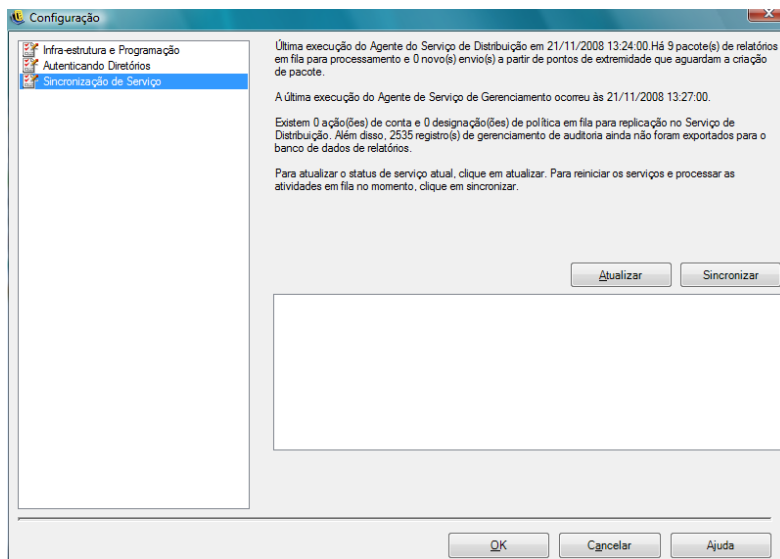 Configuração
Infra-estrutura e Programação
Autenticando Diretórios
Sincronização de Serviço
Última execução do Agente do Serviço de Distribuição em 21/11/2008 13:24:00.Há 9 pacote(s) de relatórios
em fila para processamento e 0 novo(s) envio(s) a partir de pontos de extremidade que aguardam a criação
de pacote.
A última execução do Agente de Serviço de Gerenciamento ocorreu às 21/11/2008 13:27:00.
Existem 0 ação(ões) de conta e 0 designação(ões) de política em fila para replicação no Serviço de
Distribuição. Além disso, 2535 registro(s) de gerenciamento de auditoria ainda não foram exportados para o
banco de dados de relatórios.
Para atualizar o status de serviço atual, clique em atualizar. Para reiniciar os serviços e processar as
atividades em fila no momento, clique em sincronizar.
Atualizar
Sincronizar
OK
Cancelar
Ajuda